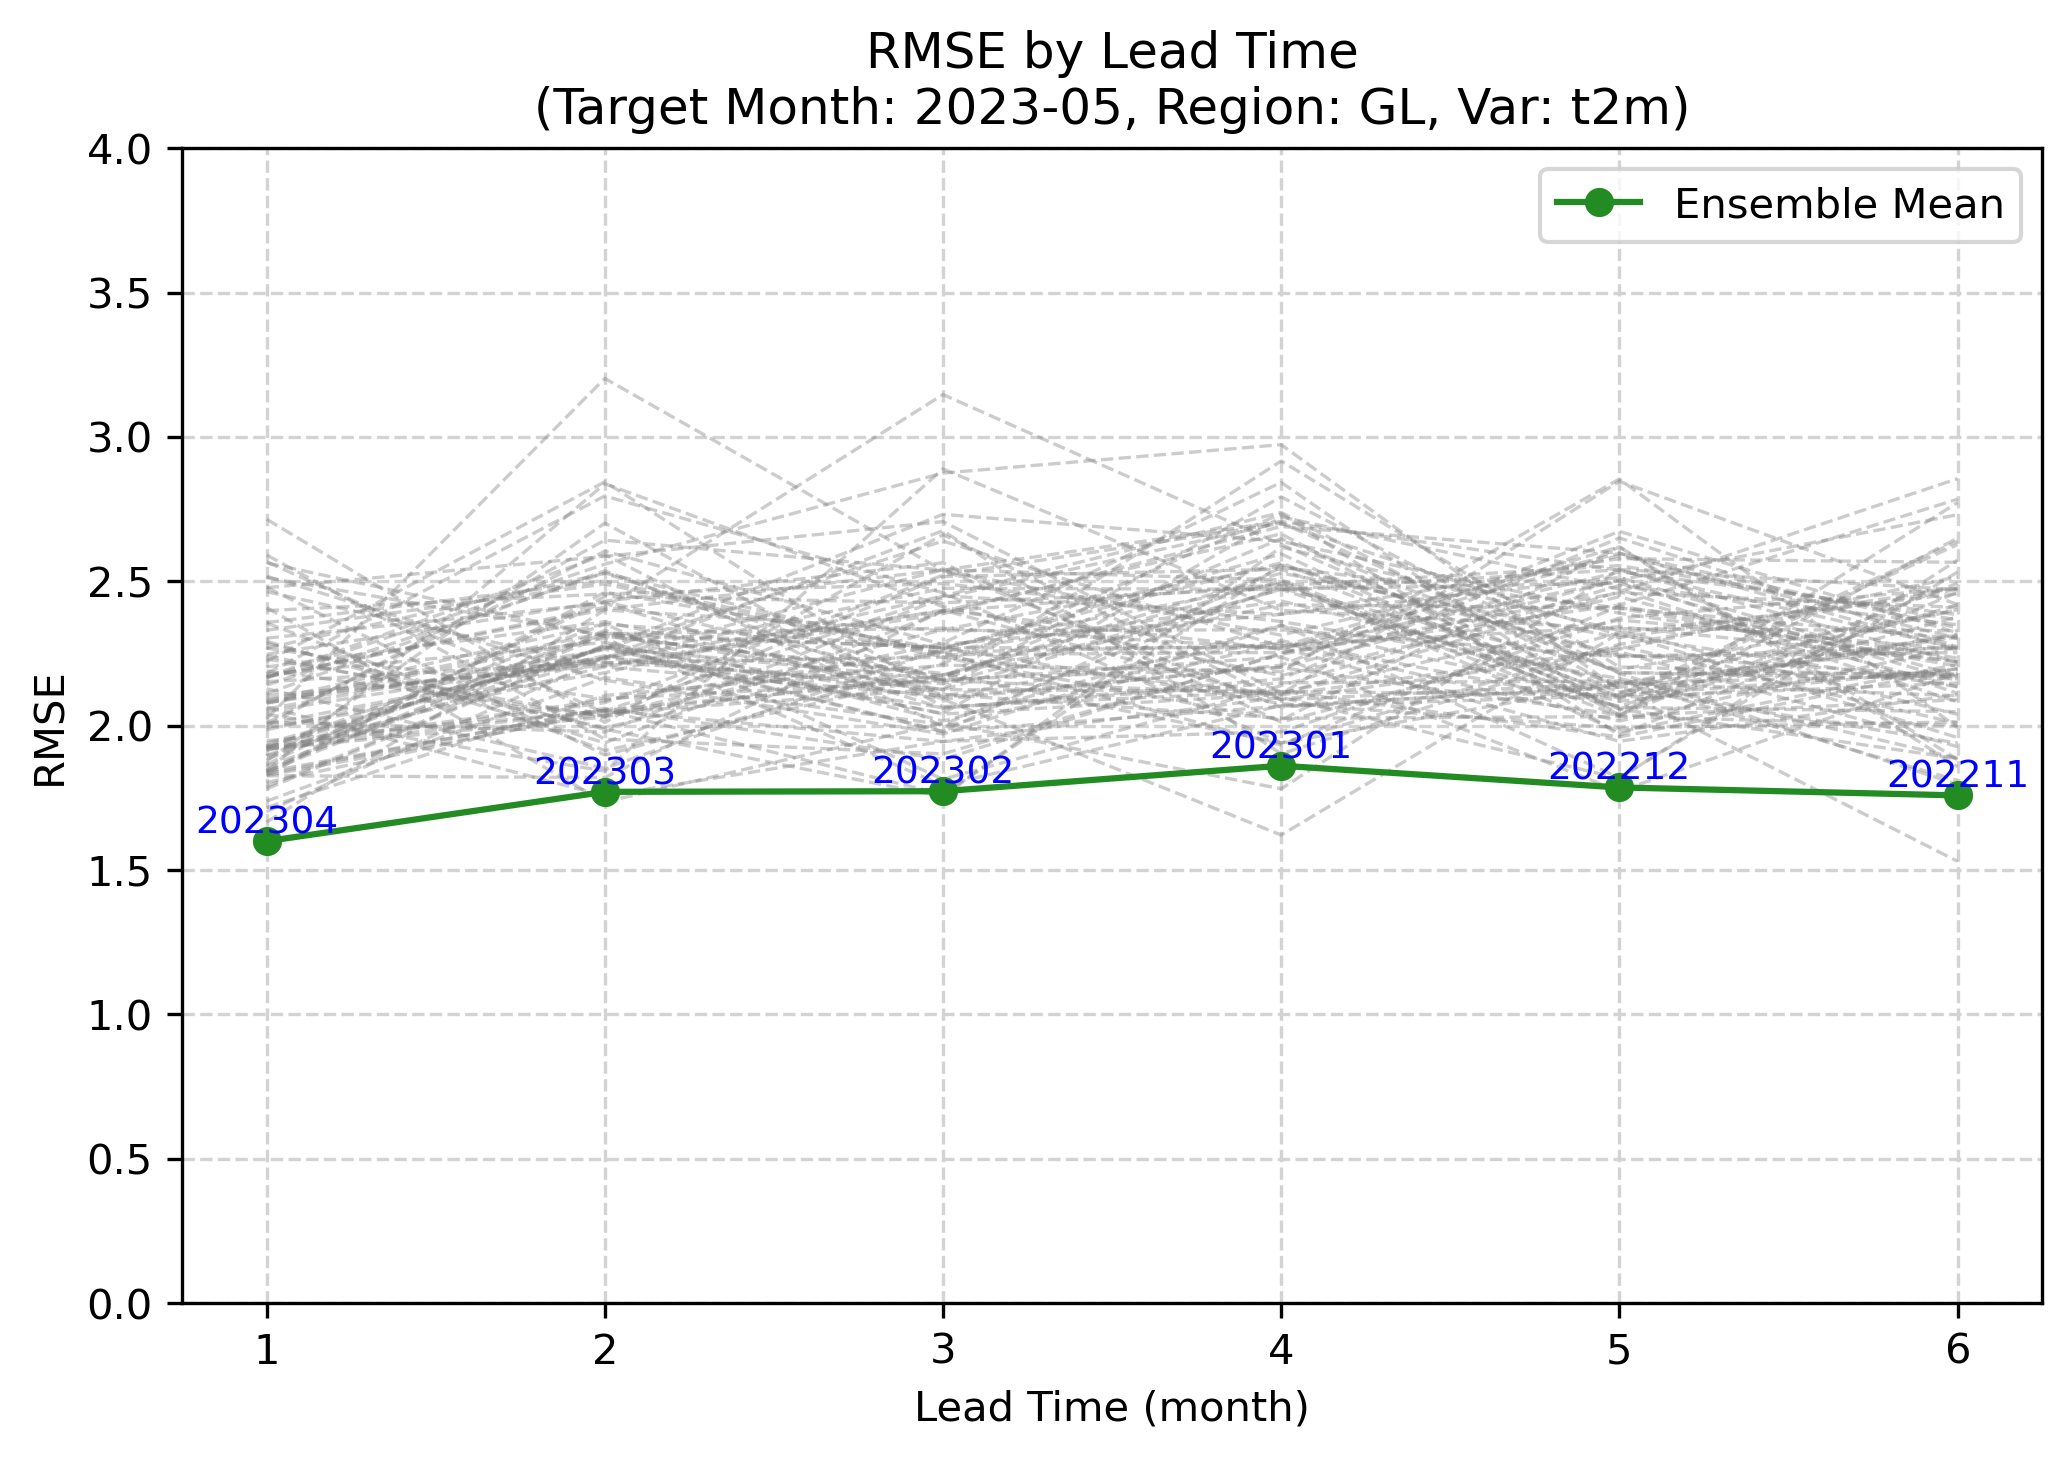 RMSE by Lead Time
(Target Month: 2023-05, Region: GL, Var: t2m)
4.0
3.5
3.0
2.5
2.0
1.5
1.0
0.5
0.0
RMSE
Ensemble Mean
202304
202303
202302
202301
202212
202211
1 2 3 4 5 6
Lead Time (month)